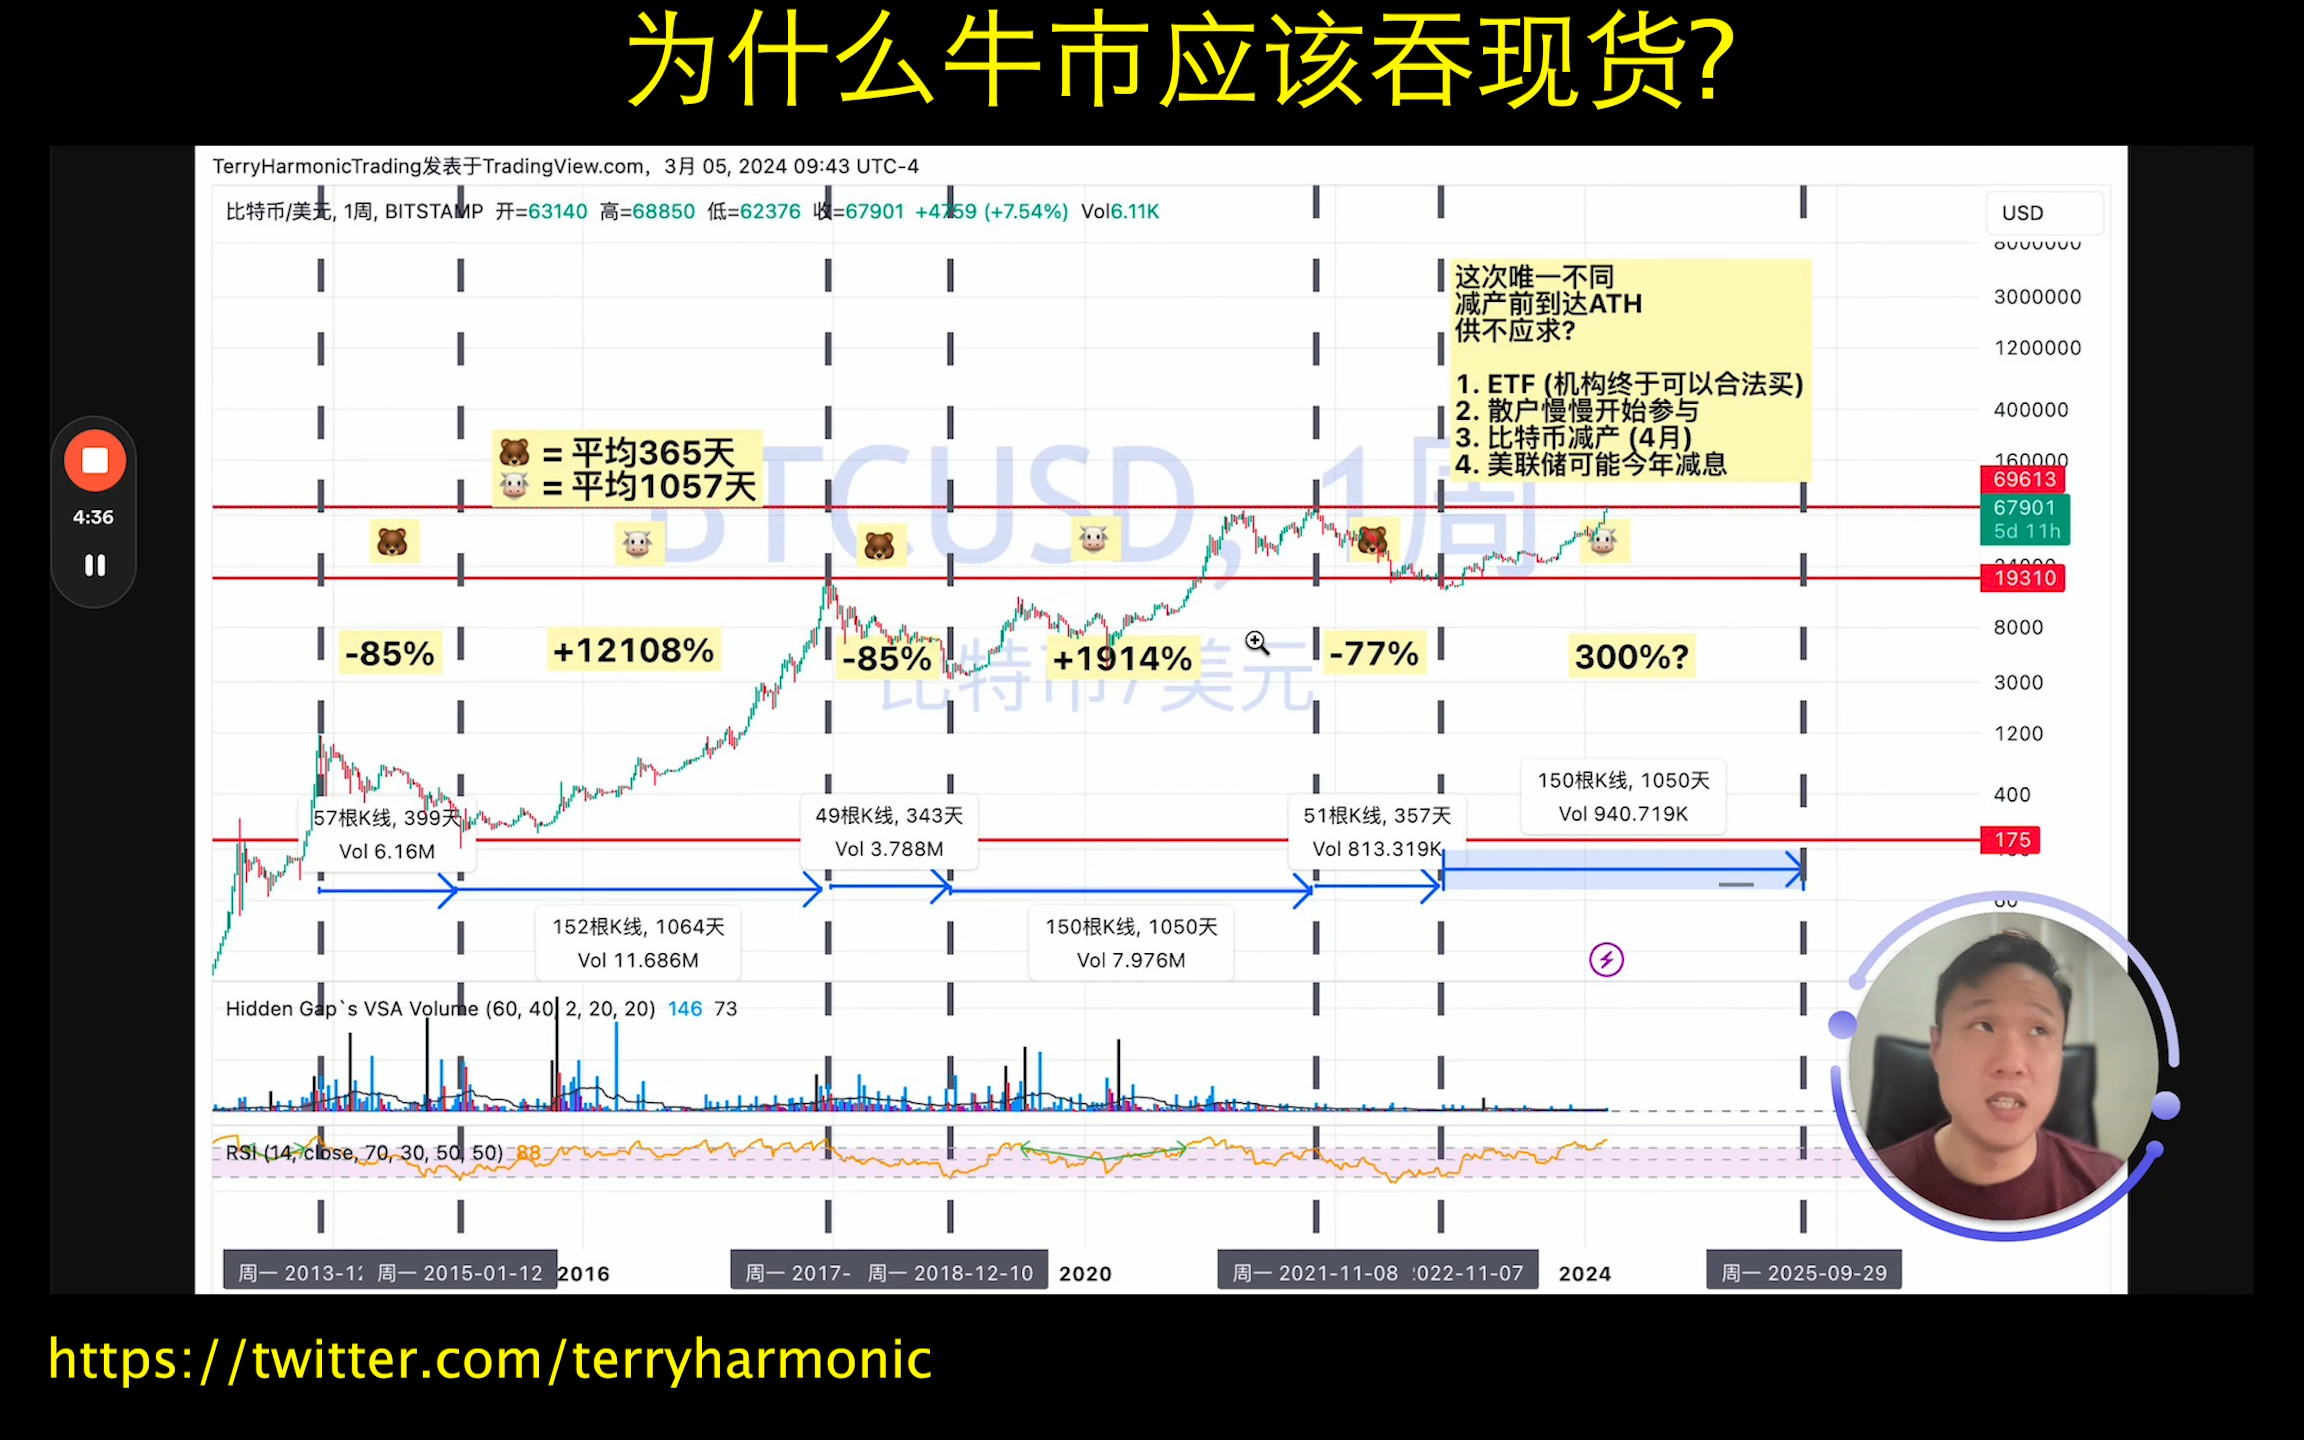 为什么牛市应该吞现货?
TerryHarmonicTrading发表于TradingView.com，3月 05, 2024 09:43 UTC-4
比特币/美元, 1周, BITSTAMP 开=63140 高=68850 低=62376 收=67901 +4759 (+7.54%) Vol6.11K
USD
8000000
3000000
1200000
400000
160000
69613
67901
5d 11h
24000
19310
8000
3000
1200
400
175
60
这次唯一不同
减产前到达ATH
供不应求?
1. ETF (机构终于可以合法买)
2. 散户慢慢开始参与
3. 比特币减产 (4月)
4. 美联储可能今年减息
= 平均365天
= 平均1057天
BTCUSD, 1周
比特币/美元
4:36
-85%
+12108%
-85%
+1914%
-77%
300%?
57根K线, 399天
Vol 6.16M
49根K线, 343天
Vol 3.788M
51根K线, 357天
Vol 813.319K
150根K线, 1050天
Vol 940.719K
152根K线, 1064天
Vol 11.686M
150根K线, 1050天
Vol 7.976M
Hidden Gap`s VSA Volume (60, 40, 2, 20, 20) 146 73
RSI (14, close, 70, 30, 50, 50) 88
周一 2013-12 周一 2015-01-12 2016 周一 2017- 周一 2018-12-10 2020 周一 2021-11-08 2022-11-07 2024 周一 2025-09-29
https://twitter.com/terryharmonic